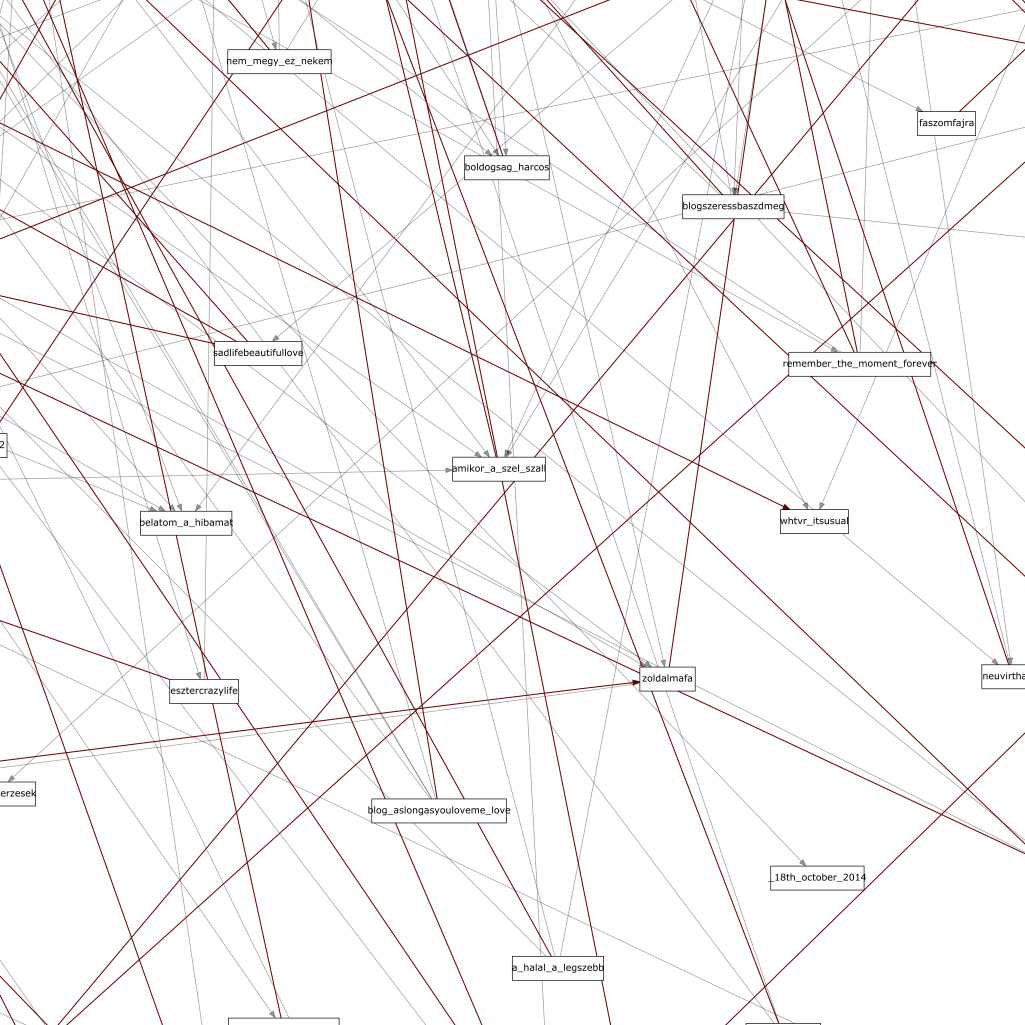 nem_megy_ez_nekem
faszomfajra
boldogsag_harcos
blogszeressbaszdmeg
sadlifebeautifullove
remember_the_moment_forever
2
amikor_a_szel_szall
belatom_a_hibamat
whtvr_itsusual
zoldalmafa
neuvirtha
esztercrazylife
erzesek
blog_aslongasyouloveme_love
_18th_october_2014
a_halal_a_legszebb